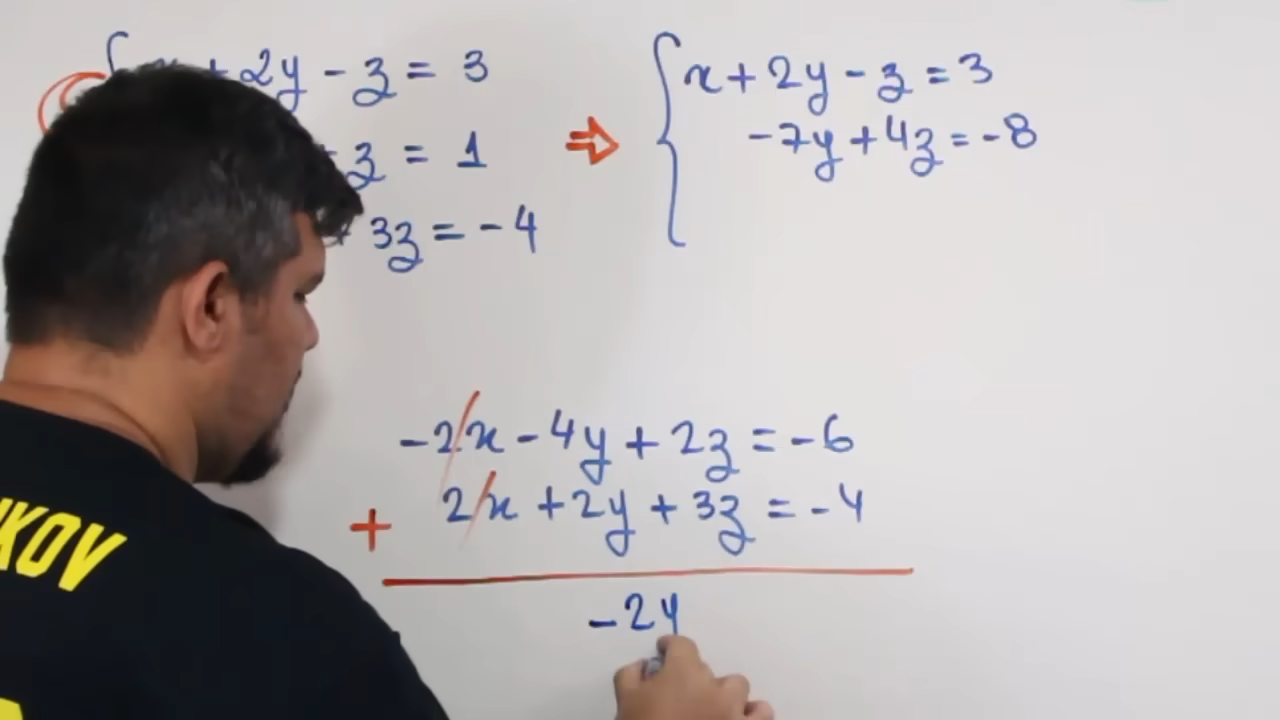 + 2y - z = 3
z = 1
+ 3z = -4
⇒
x + 2y - z = 3
-7y + 4z = -8
-2x - 4y + 2z = -6
+ 2x + 2y + 3z = -4
-2y
KOV